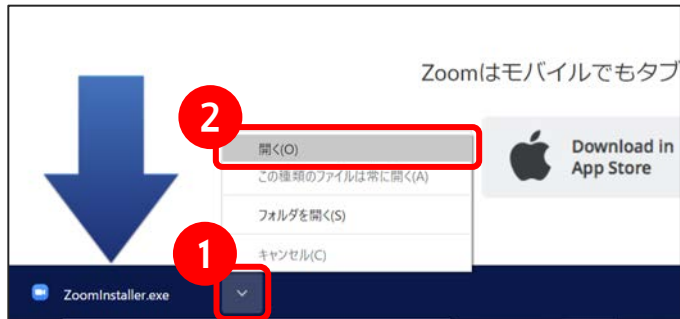 Zoomはモバイルでもタブ
2
開く(O)
Download in
App Store
この種類のファイルは常に開く(A)
フォルダを開く(S)
1
キャンセル(C)
ZoomInstaller.exe